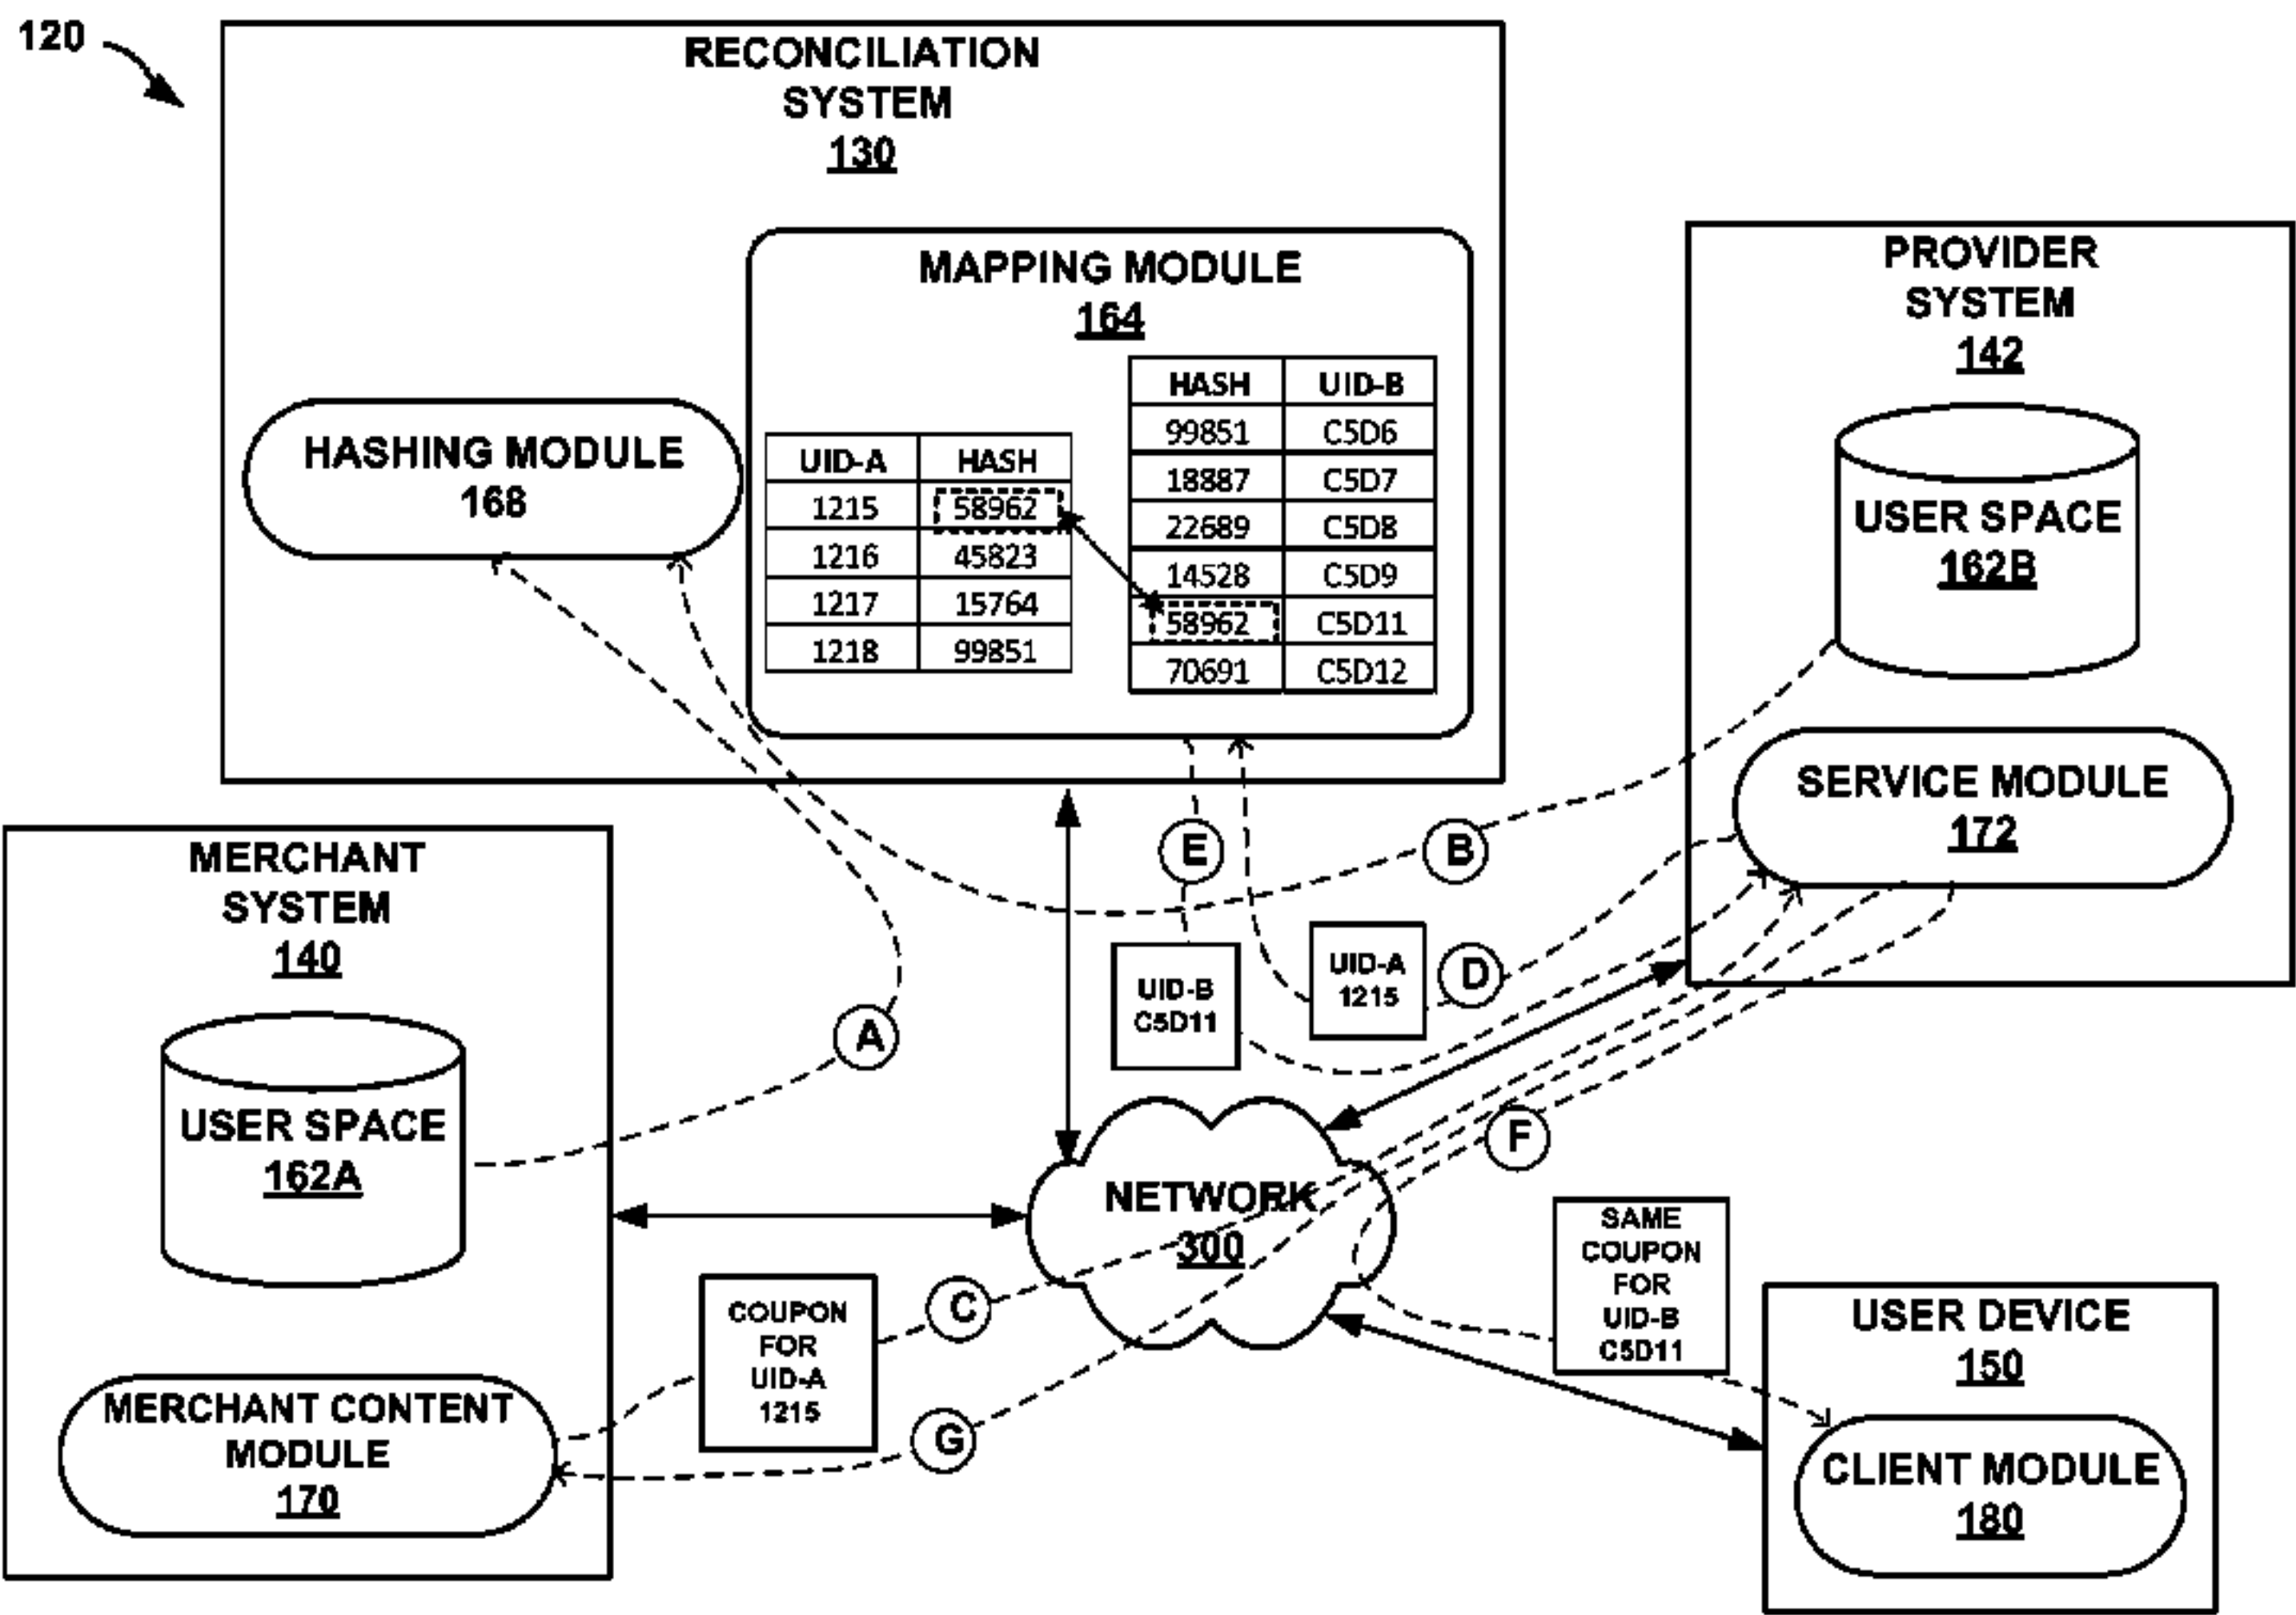 120
RECONCILIATION
SYSTEM
130
MAPPING MODULE
164
HASHING MODULE
168
UID-A HASH
1215 58962
1216 45823
1217 15764
1218 99851
HASH UID-B
99851 C5D6
18887 C5D7
22689 C5D8
14528 C5D9
58962 C5D11
70691 C5D12
PROVIDER
SYSTEM
142
USER SPACE
162B
SERVICE MODULE
172
MERCHANT
SYSTEM
140
USER SPACE
162A
MERCHANT CONTENT
MODULE
170
A
E
B
UID-B
C5D11
UID-A
1215
D
F
NETWORK
300
COUPON
FOR
UID-A
1215
C
G
SAME
COUPON
FOR
UID-B
C5D11
USER DEVICE
150
CLIENT MODULE
180